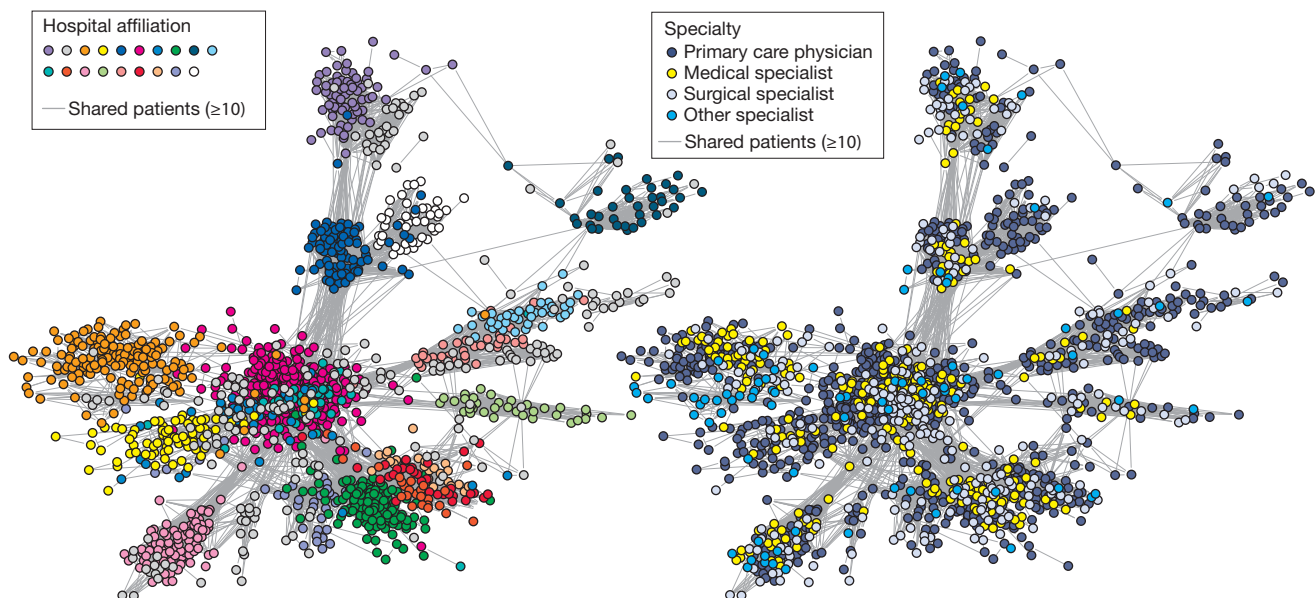 Hospital affiliation
Shared patients (≥10)
Specialty
Primary care physician
Medical specialist
Surgical specialist
Other specialist
Shared patients (≥10)